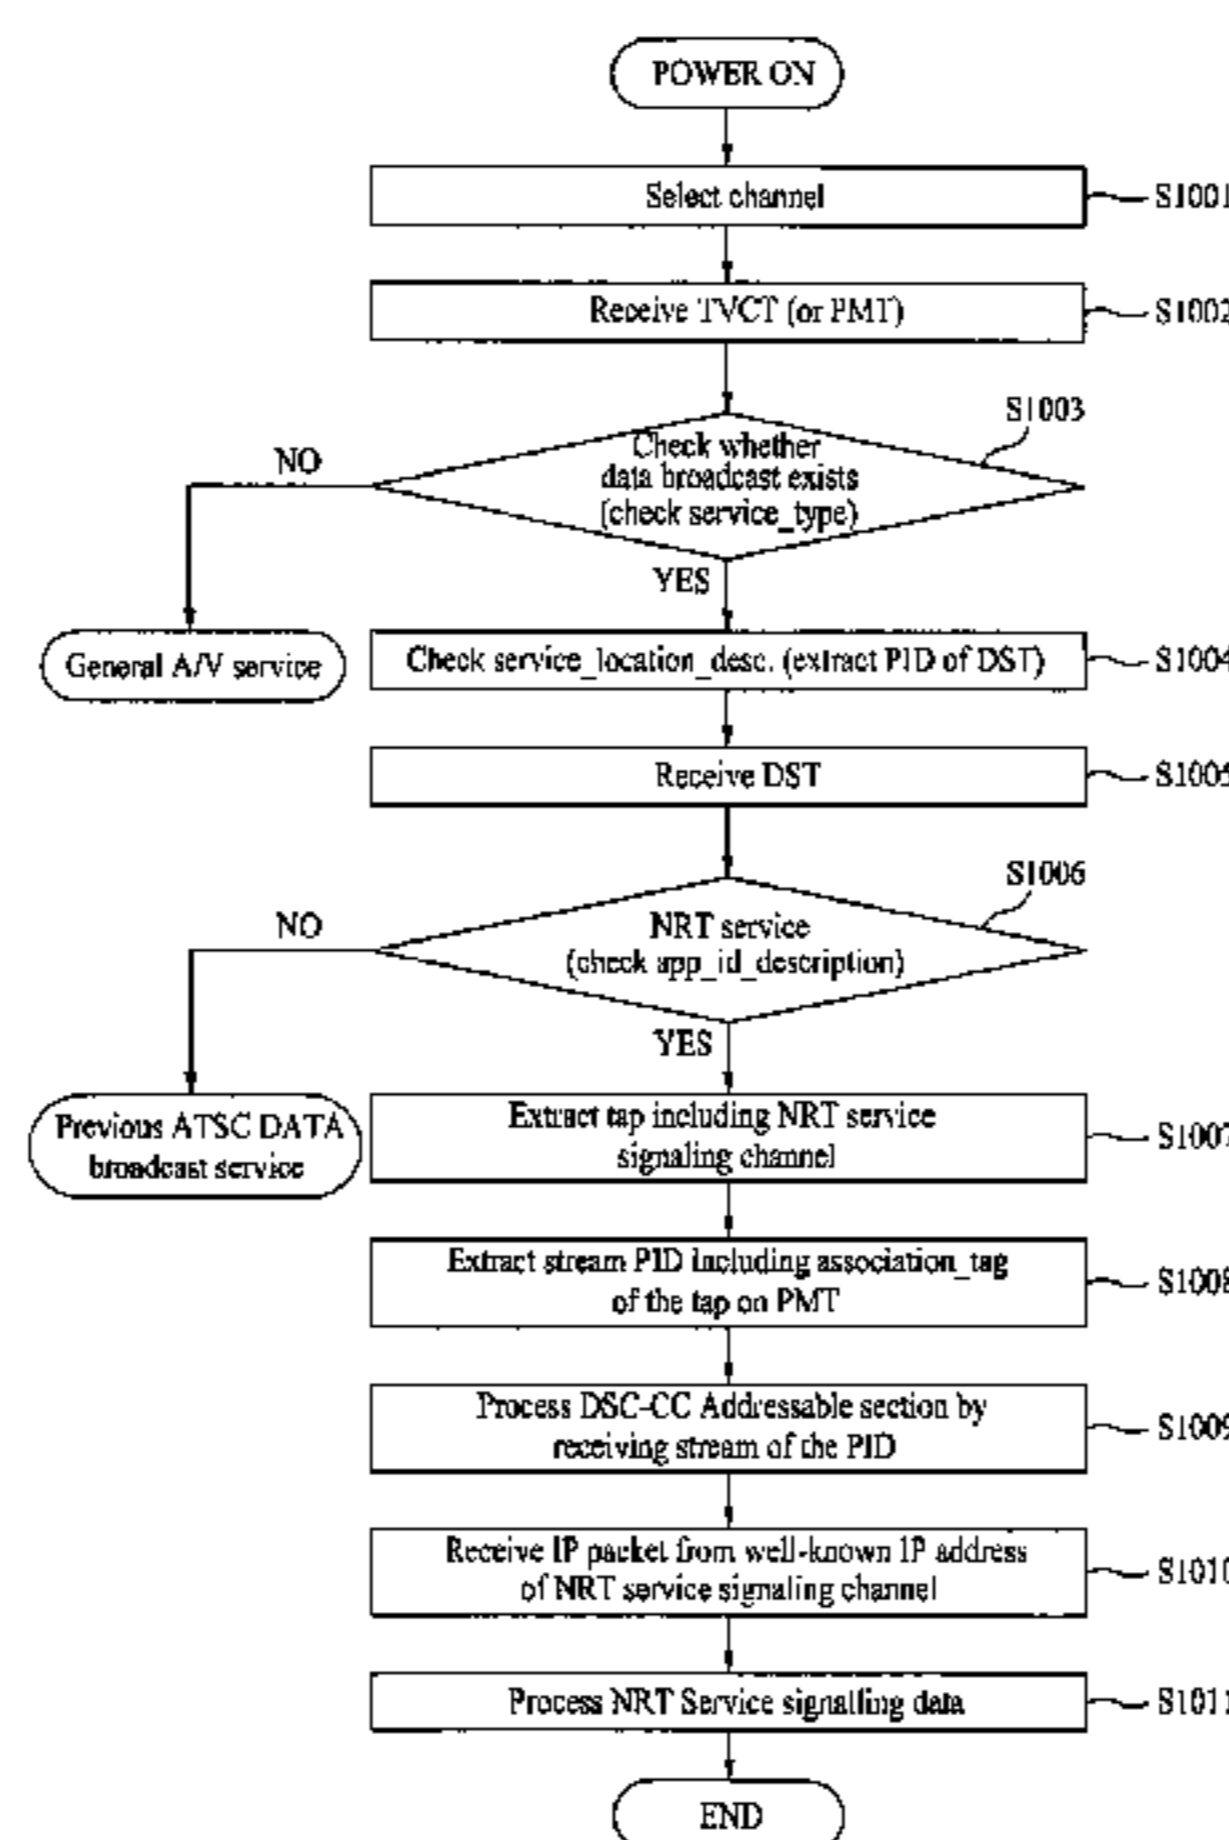 POWER ON
Select channel
S1001
Receive TVCT (or PMT)
S1002
S1003
Check whether
data broadcast exists
(check service_type)
NO
YES
General A/V service
Check service_location_desc. (extract PID of DST)
S1004
Receive DST
S1005
S1006
NRT service
(check app_id_description)
NO
YES
Previous ATSC DATA
broadcast service
Extract tap including NRT service
signaling channel
S1007
Extract stream PID including association_tag
of the tap on PMT
S1008
Process DSC-CC Addressable section by
receiving stream of the PID
S1009
Receive IP packet from well-known IP address
of NRT service signaling channel
S1010
Process NRT Service signalling data
S1011
END